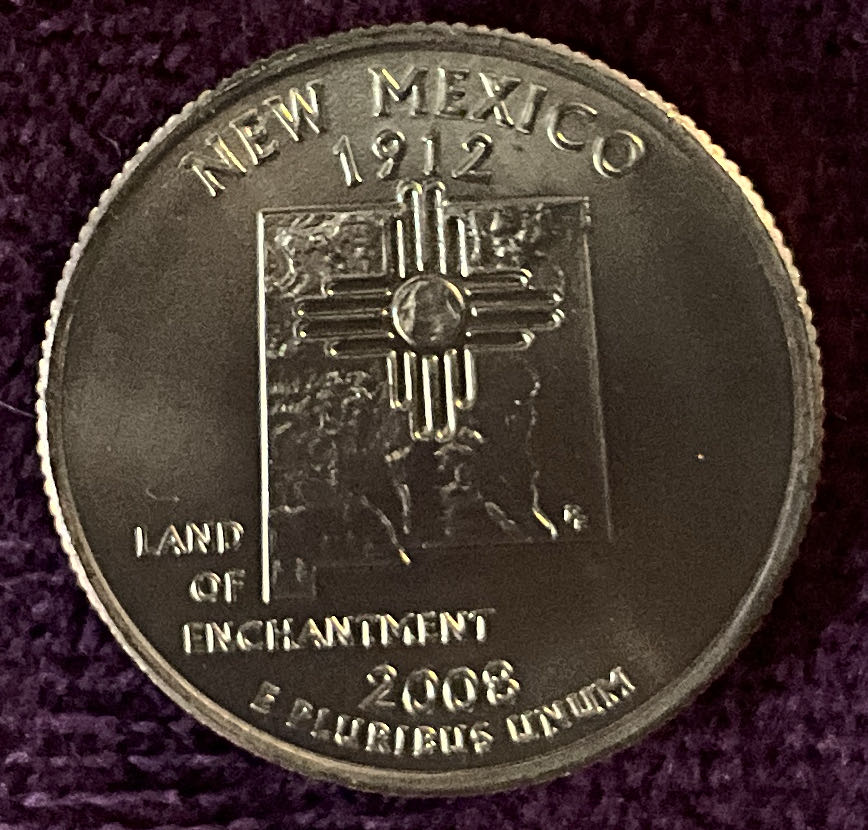 NEW MEXICO
1912
LAND
OF
ENCHANTMENT
2008
E PLURIBUS UNUM